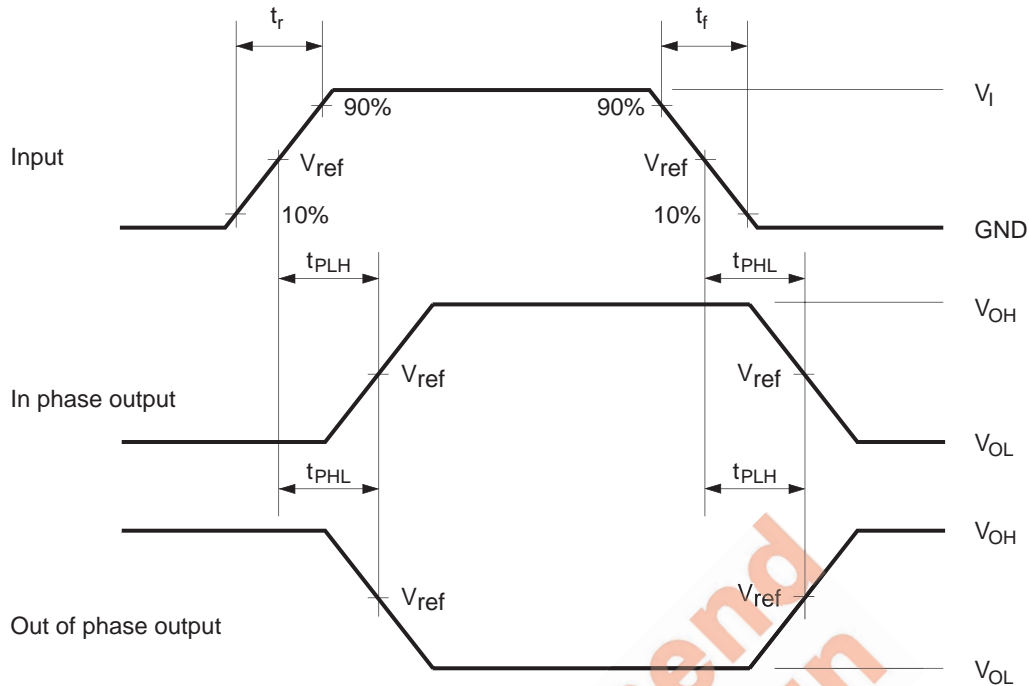 tr tf
VI
90% 90%
Input Vref Vref
10% 10%
GND
tPLH tPHL
VOH
Vref Vref
In phase output
VOL
tPHL tPLH
VOH
Vref Vref
Out of phase output
VOL
end